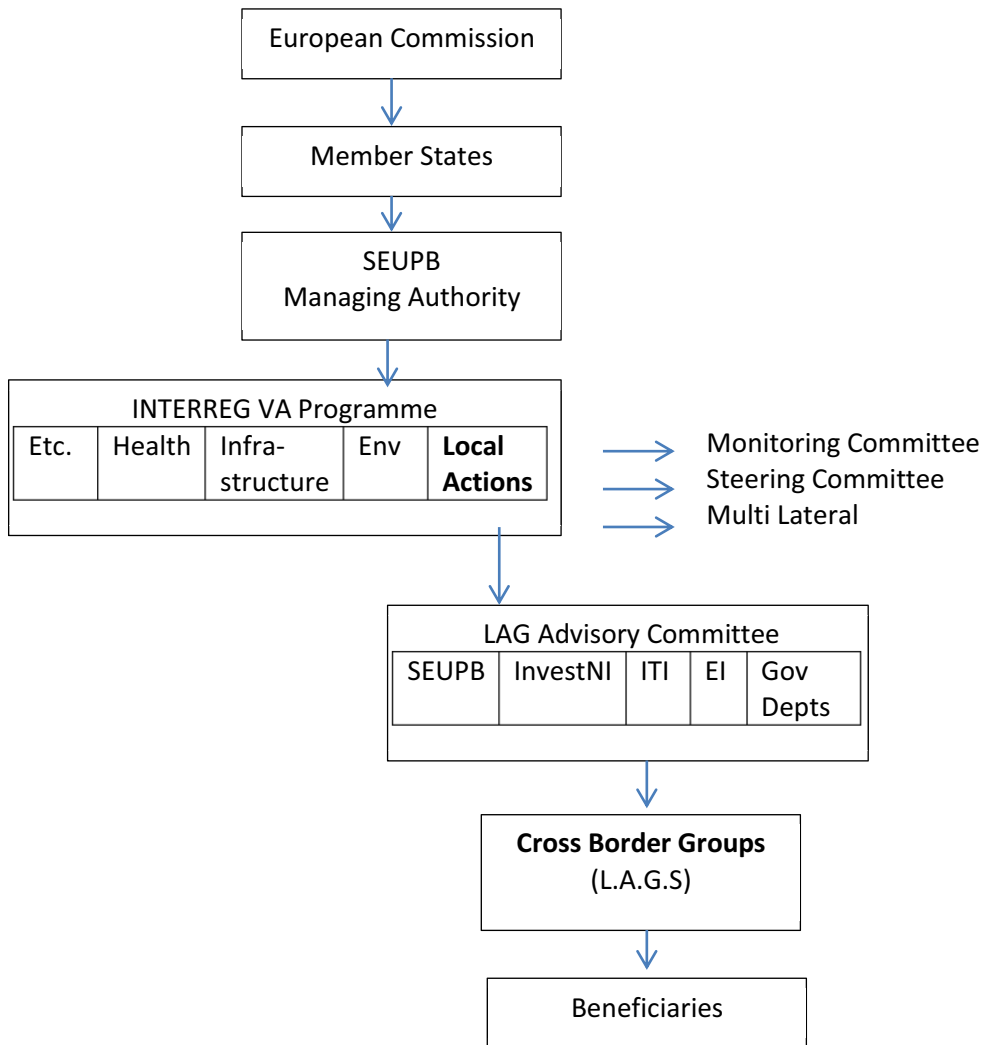 European Commission
Member States
SEUPB
Managing Authority
INTERREG VA Programme
Etc. Health Infra- Env Local
structure Actions
Monitoring Committee
Steering Committee
Multi Lateral
LAG Advisory Committee
SEUPB InvestNI ITI EI Gov
Depts
Cross Border Groups
(L.A.G.S)
Beneficiaries